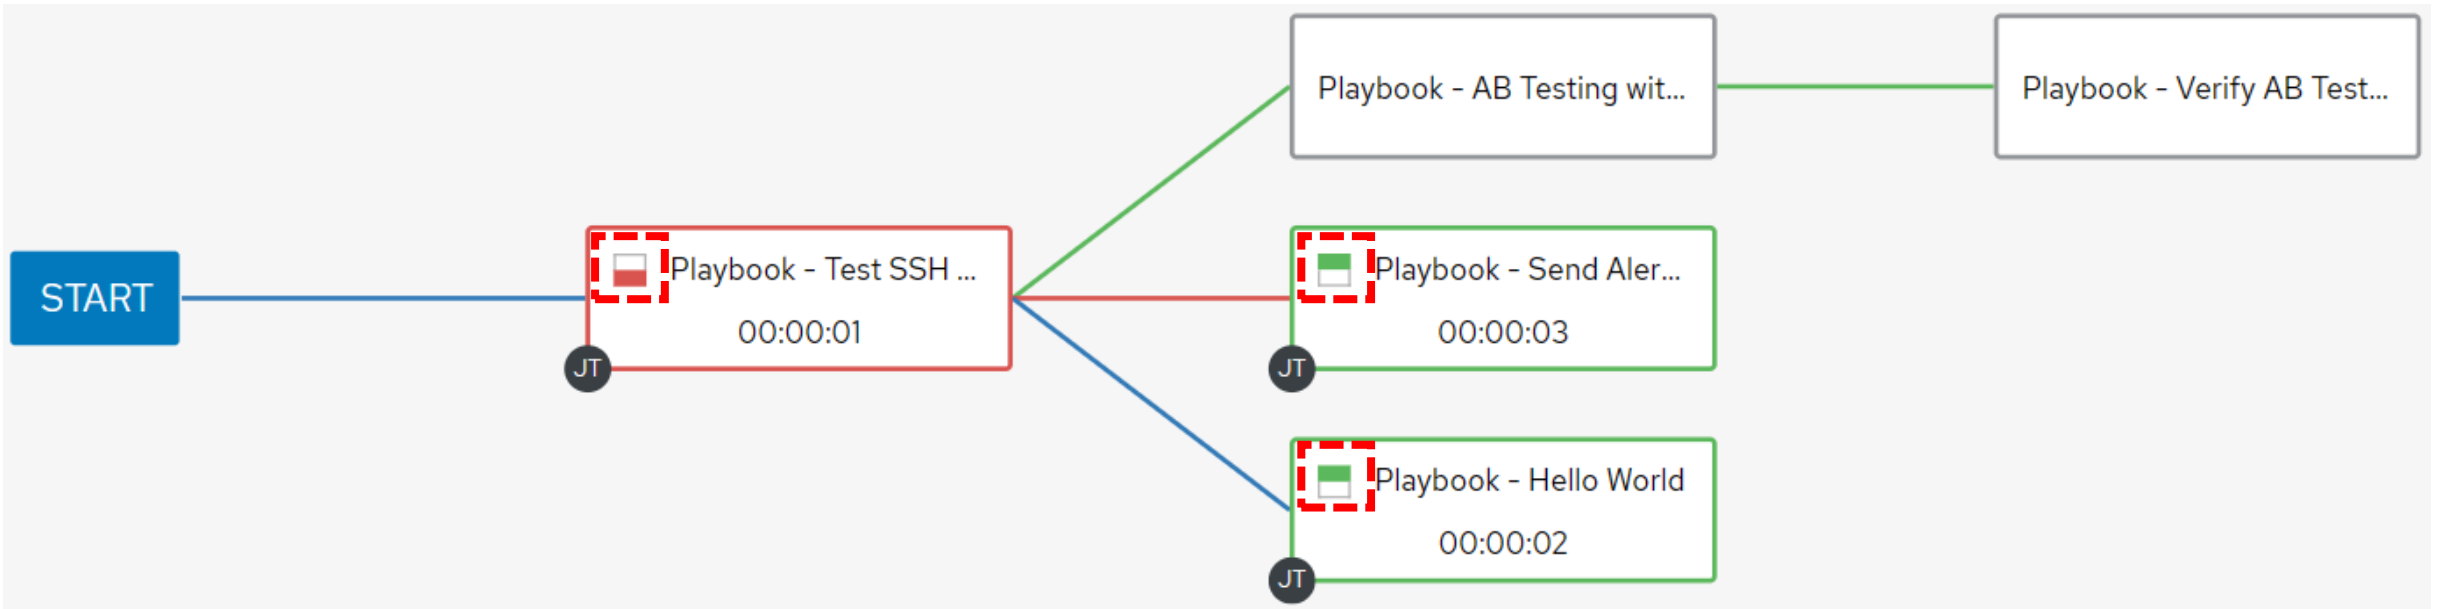 START
Playbook - Test SSH ...
00:00:01
JT
Playbook - AB Testing wit...
Playbook - Verify AB Test...
Playbook - Send Aler...
00:00:03
JT
Playbook - Hello World
00:00:02
JT